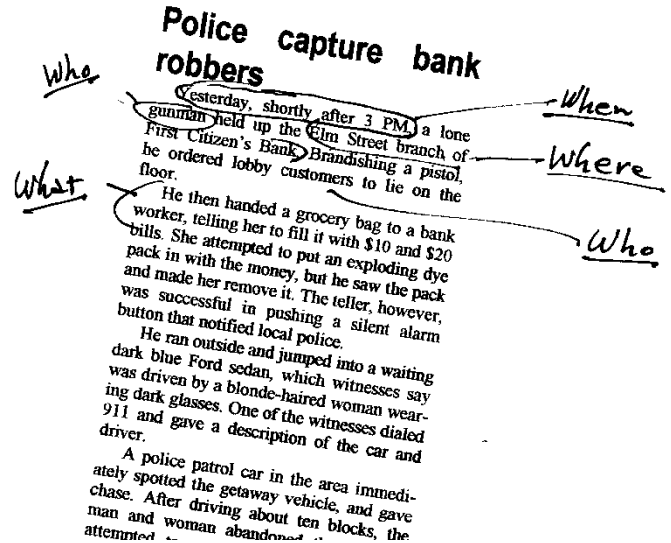 Police capture bank
robbers
Who
Yesterday, shortly after 3 PM, a lone
When
gunman held up the Elm Street branch of
First Citizen's Bank. Brandishing a pistol,
Where
he ordered lobby customers to lie on the
floor.
What
Who
He then handed a grocery bag to a bank
worker, telling her to fill it with $10 and $20
bills. She attempted to put an exploding dye
pack in with the money, but he saw the pack
and made her remove it. The teller, however,
was successful in pushing a silent alarm
button that notified local police.
He ran outside and jumped into a waiting
dark blue Ford sedan, which witnesses say
was driven by a blonde-haired woman wear-
ing dark glasses. One of the witnesses dialed
911 and gave a description of the car and
driver.
A police patrol car in the area immedi-
ately spotted the getaway vehicle, and gave
chase. After driving about ten blocks, the
man and woman abandoned
attempted